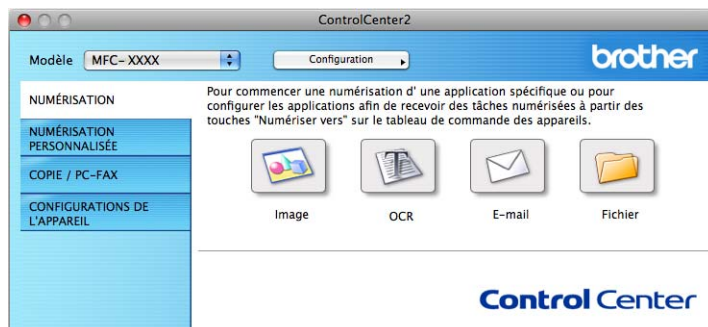 ControlCenter2
Modèle MFC- XXXX Configuration brother
NUMÉRISATION
NUMÉRISATION
PERSONNALISÉE
COPIE / PC-FAX
CONFIGURATIONS DE
L'APPAREIL
Pour commencer une numérisation d' une application spécifique ou pour
configurer les applications afin de recevoir des tâches numérisées à partir des
touches "Numériser vers" sur le tableau de commande des appareils.
Image OCR E-mail Fichier
Control Center